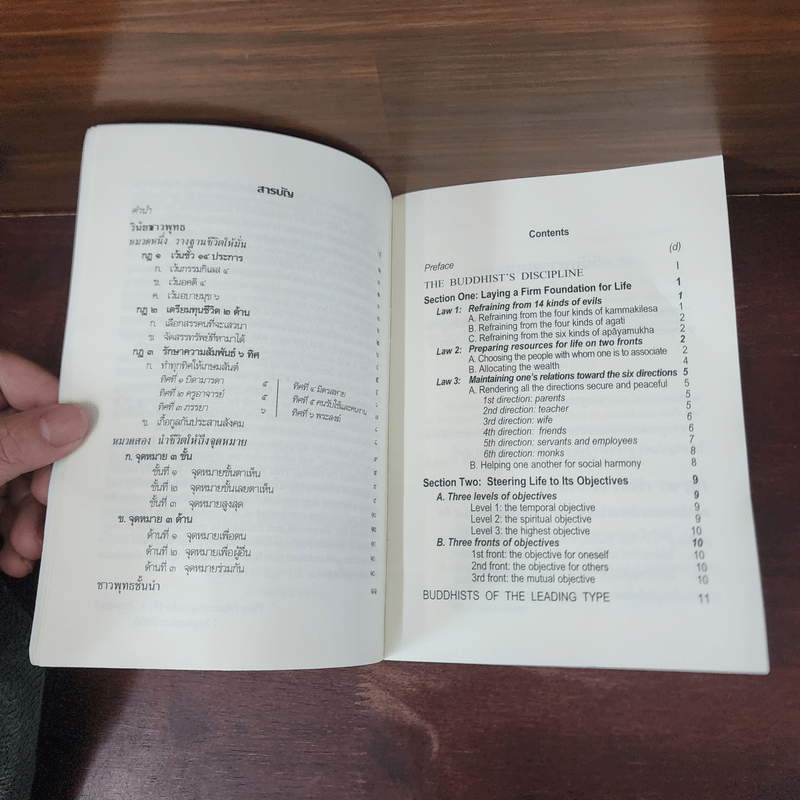 สารบัญ
คำนำ
วินัยชาวพุทธ
หมวดหนึ่ง วางฐานชีวิตให้มั่น
กฎ ๑ เว้นชั่ว ๑๔ ประการ
ก. เว้นกรรมกิเลส ๔
ข. เว้นอคติ ๔
ค. เว้นอบายมุข ๖
กฎ ๒ เตรียมทุนชีวิต ๒ ด้าน
ก. เลือกสรรคนที่จะเสวนา
ข. จัดสรรทรัพย์ที่หามาได้
กฎ ๓ รักษาความสัมพันธ์ ๖ ทิศ
ก. ทำทุกทิศให้เกษมสันต์
ทิศที่ ๑ บิดามารดา ๕ ทิศที่ ๔ มิตรสหาย
ทิศที่ ๒ ครูอาจารย์ ๕ ทิศที่ ๕ คนรับใช้และคนงาน
ทิศที่ ๓ ภรรยา ๖ ทิศที่ ๖ พระสงฆ์
ข. เกื้อกูลกันประสานสังคม
หมวดสอง นำชีวิตให้ถึงจุดหมาย
ก. จุดหมาย ๓ ชั้น
ชั้นที่ ๑ จุดหมายชั้นตาเห็น
ชั้นที่ ๒ จุดหมายชั้นเลยตาเห็น
ชั้นที่ ๓ จุดหมายสูงสุด
ข. จุดหมาย ๓ ด้าน
ด้านที่ ๑ จุดหมายเพื่อตน
ด้านที่ ๒ จุดหมายเพื่อผู้อื่น
ด้านที่ ๓ จุดหมายร่วมกัน
ชาวพุทธชั้นนำ ๑๑
Contents
Preface (d)
THE BUDDHIST'S DISCIPLINE 1
Section One: Laying a Firm Foundation for Life 1
Law 1: Refraining from 14 kinds of evils 1
A. Refraining from the four kinds of kammakilesa 1
B. Refraining from the four kinds of agati 2
C. Refraining from the six kinds of apāyamukha 2
Law 2: Preparing resources for life on two fronts 2
A. Choosing the people with whom one is to associate 2
B. Allocating the wealth 4
Law 3: Maintaining one's relations toward the six directions 5
A. Rendering all the directions secure and peaceful 5
1st direction: parents 5
2nd direction: teacher 5
3rd direction: wife 6
4th direction: friends 6
5th direction: servants and employees 7
6th direction: monks 8
B. Helping one another for social harmony 8
Section Two: Steering Life to Its Objectives 9
A. Three levels of objectives 9
Level 1: the temporal objective 9
Level 2: the spiritual objective 9
Level 3: the highest objective 10
B. Three fronts of objectives 10
1st front: the objective for oneself 10
2nd front: the objective for others 10
3rd front: the mutual objective 10
BUDDHISTS OF THE LEADING TYPE 11